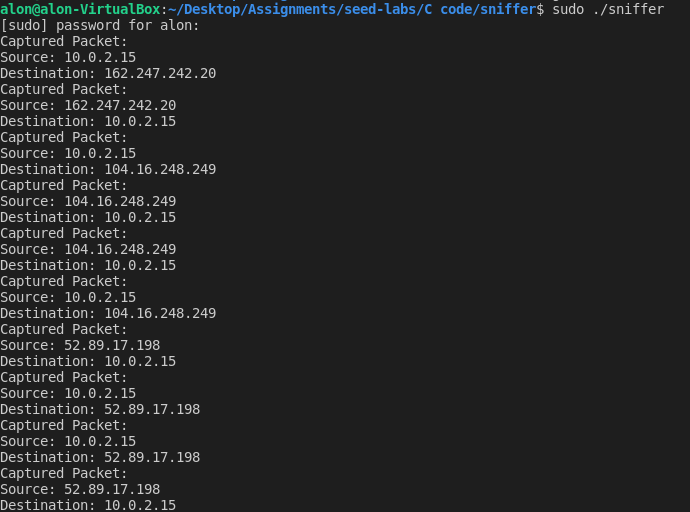 alon@alon-VirtualBox:~/Desktop/Assignments/seed-labs/C code/sniffer$ sudo ./sniffer
[sudo] password for alon:
Captured Packet:
Source: 10.0.2.15
Destination: 162.247.242.20
Captured Packet:
Source: 162.247.242.20
Destination: 10.0.2.15
Captured Packet:
Source: 10.0.2.15
Destination: 104.16.248.249
Captured Packet:
Source: 104.16.248.249
Destination: 10.0.2.15
Captured Packet:
Source: 104.16.248.249
Destination: 10.0.2.15
Captured Packet:
Source: 10.0.2.15
Destination: 104.16.248.249
Captured Packet:
Source: 52.89.17.198
Destination: 10.0.2.15
Captured Packet:
Source: 10.0.2.15
Destination: 52.89.17.198
Captured Packet:
Source: 10.0.2.15
Destination: 52.89.17.198
Captured Packet:
Source: 52.89.17.198
Destination: 10.0.2.15